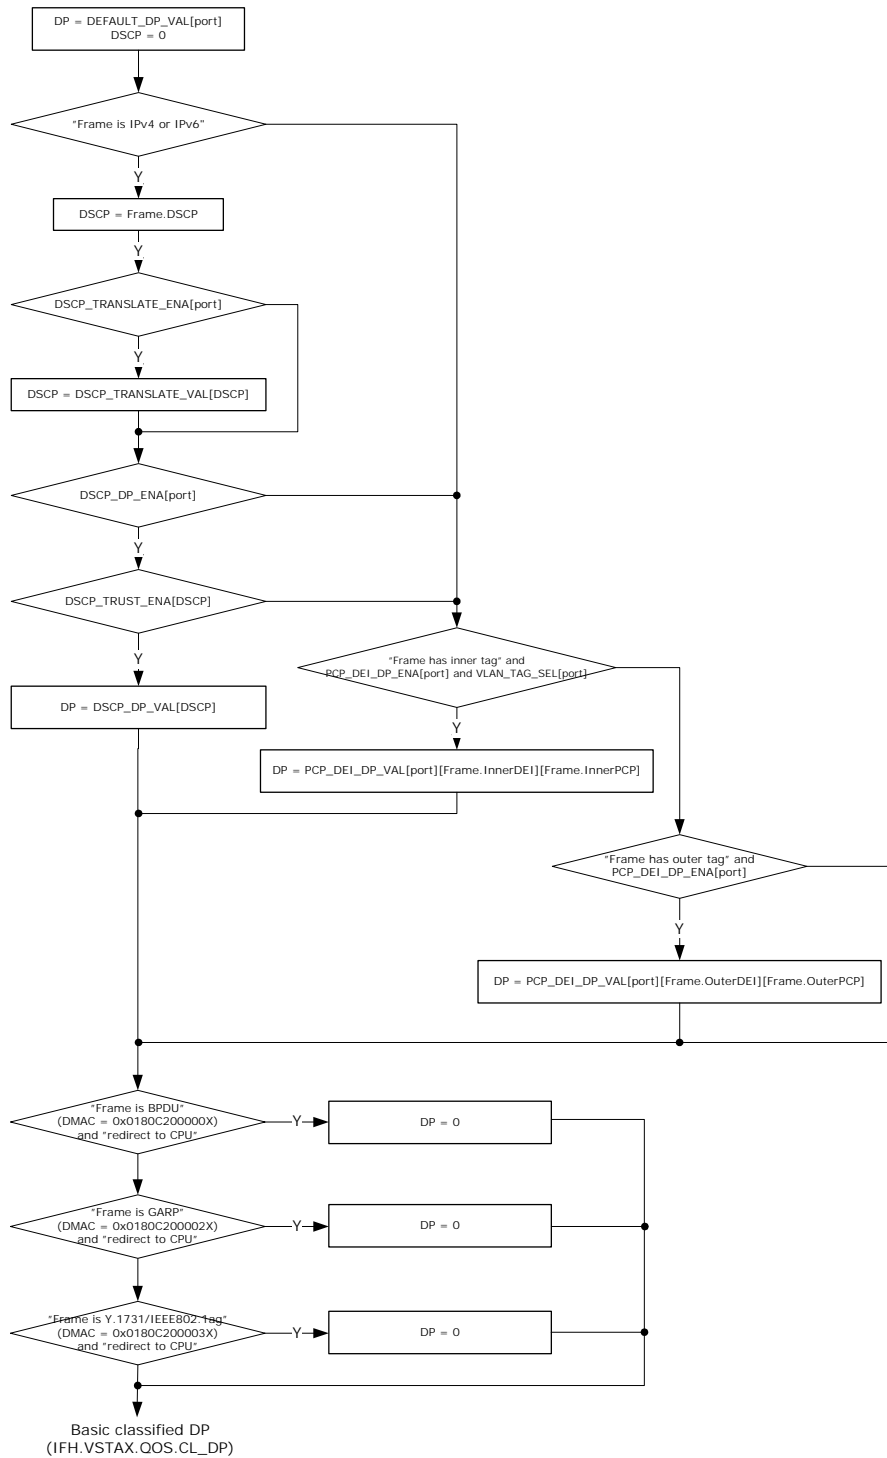 DP = DEFAULT_DP_VAL[port]
DSCP = 0
"Frame is IPv4 or IPv6"
Y
DSCP = Frame.DSCP
Y
DSCP_TRANSLATE_ENA[port]
Y
DSCP = DSCP_TRANSLATE_VAL[DSCP]
DSCP_DP_ENA[port]
Y
DSCP_TRUST_ENA[DSCP]
Y
"Frame has inner tag" and
PCP_DEI_DP_ENA[port] and VLAN_TAG_SEL[port]
DP = DSCP_DP_VAL[DSCP]
Y
DP = PCP_DEI_DP_VAL[port][Frame.InnerDEI][Frame.InnerPCP]
"Frame has outer tag" and
PCP_DEI_DP_ENA[port]
Y
DP = PCP_DEI_DP_VAL[port][Frame.OuterDEI][Frame.OuterPCP]
"Frame is BPDU"
(DMAC = 0x0180C200000X)
and "redirect to CPU"
Y
DP = 0
"Frame is GARP"
(DMAC = 0x0180C200002X)
and "redirect to CPU"
Y
DP = 0
"Frame is Y.1731/IEEE802.1ag"
(DMAC = 0x0180C200003X)
and "redirect to CPU"
Y
DP = 0
Basic classified DP
(IFH.VSTAX.QOS.CL_DP)